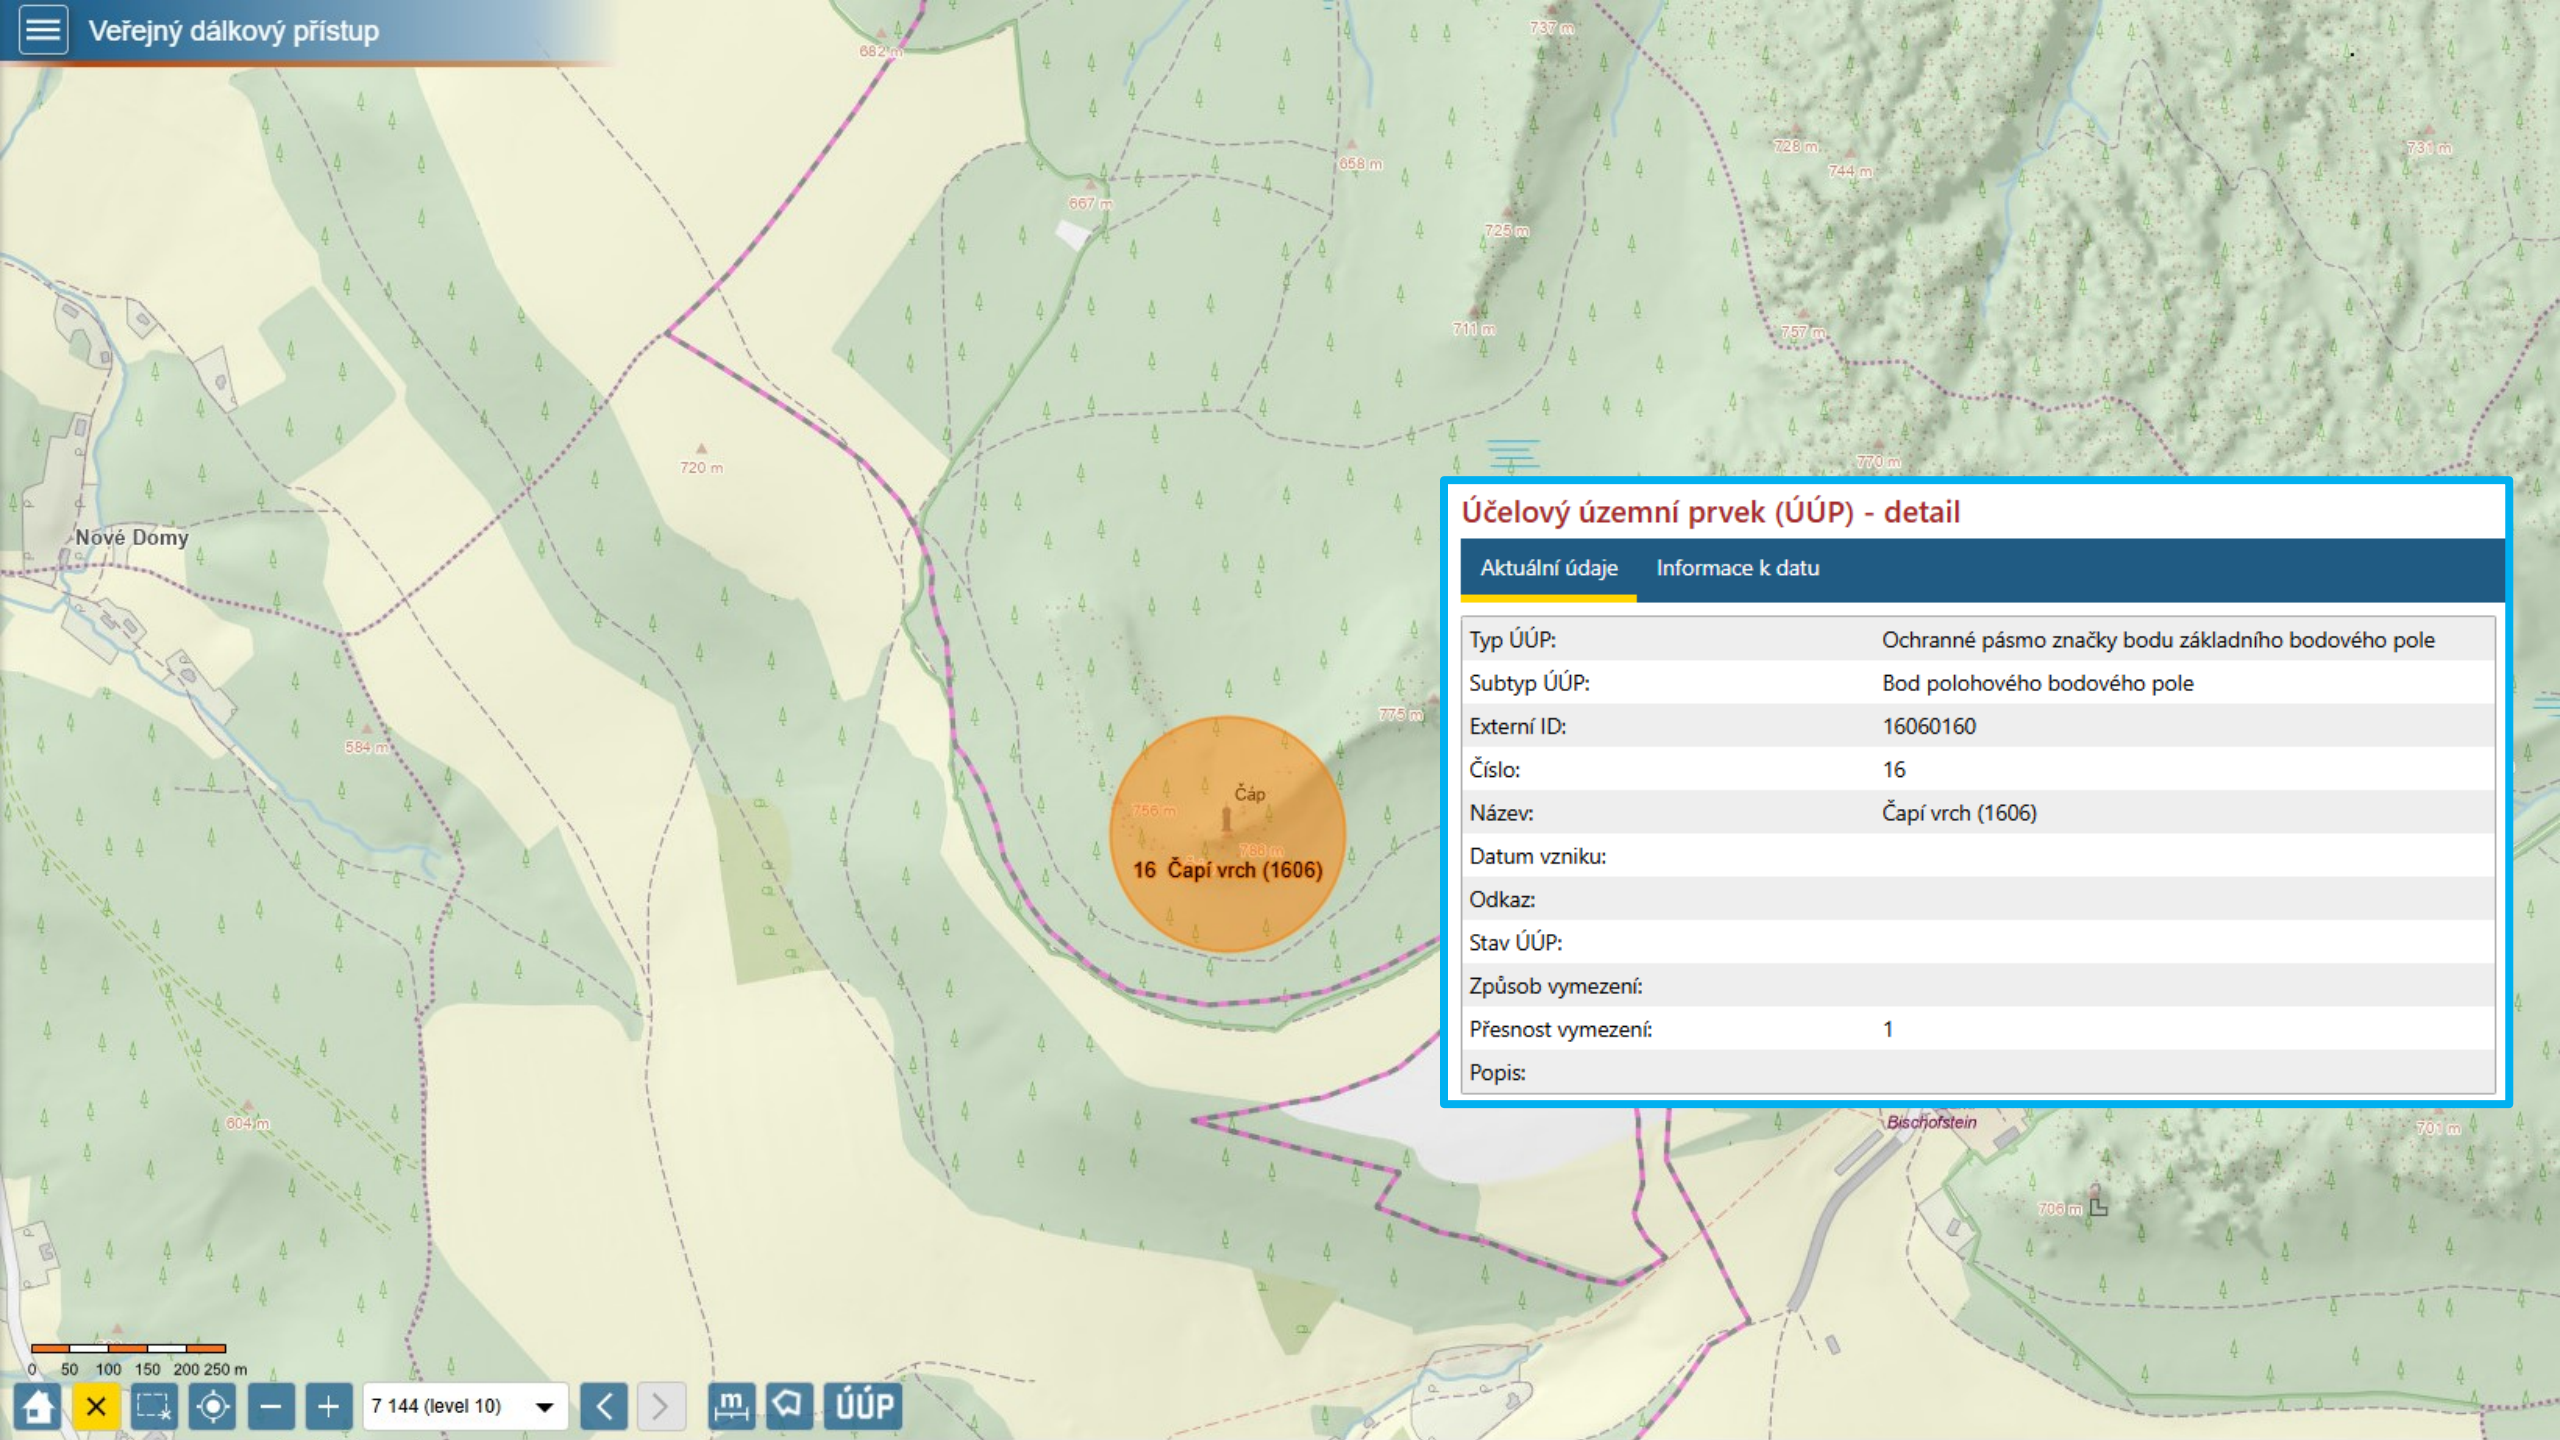 Veřejný dálkový přístup
682 m
737 m
728 m
744 m
731 m
658 m
667 m
725 m
711 m
757 m
720 m
770 m
Nové Domy
Účelový územní prvek (ÚÚP) - detail
Aktuální údaje Informace k datu
Typ ÚÚP: Ochranné pásmo značky bodu základního bodového pole
Subtyp ÚÚP: Bod polohového bodového pole
Externí ID: 16060160
Číslo: 16
Název: Čapí vrch (1606)
Datum vzniku:
Odkaz:
Stav ÚÚP:
Způsob vymezení:
Přesnost vymezení: 1
Popis:
775 m
584 m
Čáp
756 m
786 m
16 Čapí vrch (1606)
604 m
Bischofstein
701 m
706 m
0 50 100 150 200 250 m
7 144 (level 10)
m
ÚÚP